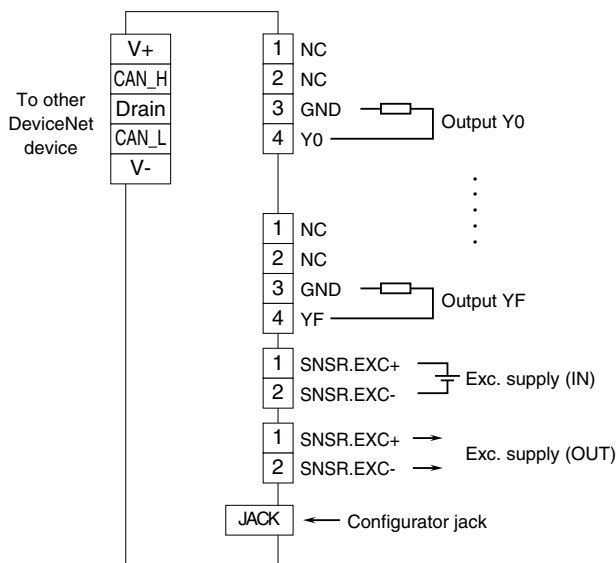 To other
DeviceNet
device
V+
CAN_H
Drain
CAN_L
V-
1 NC
2 NC
3 GND
4 Y0
Output Y0
1 NC
2 NC
3 GND
4 YF
Output YF
1 SNSR.EXC+
2 SNSR.EXC-
Exc. supply (IN)
1 SNSR.EXC+
2 SNSR.EXC-
Exc. supply (OUT)
JACK
Configurator jack